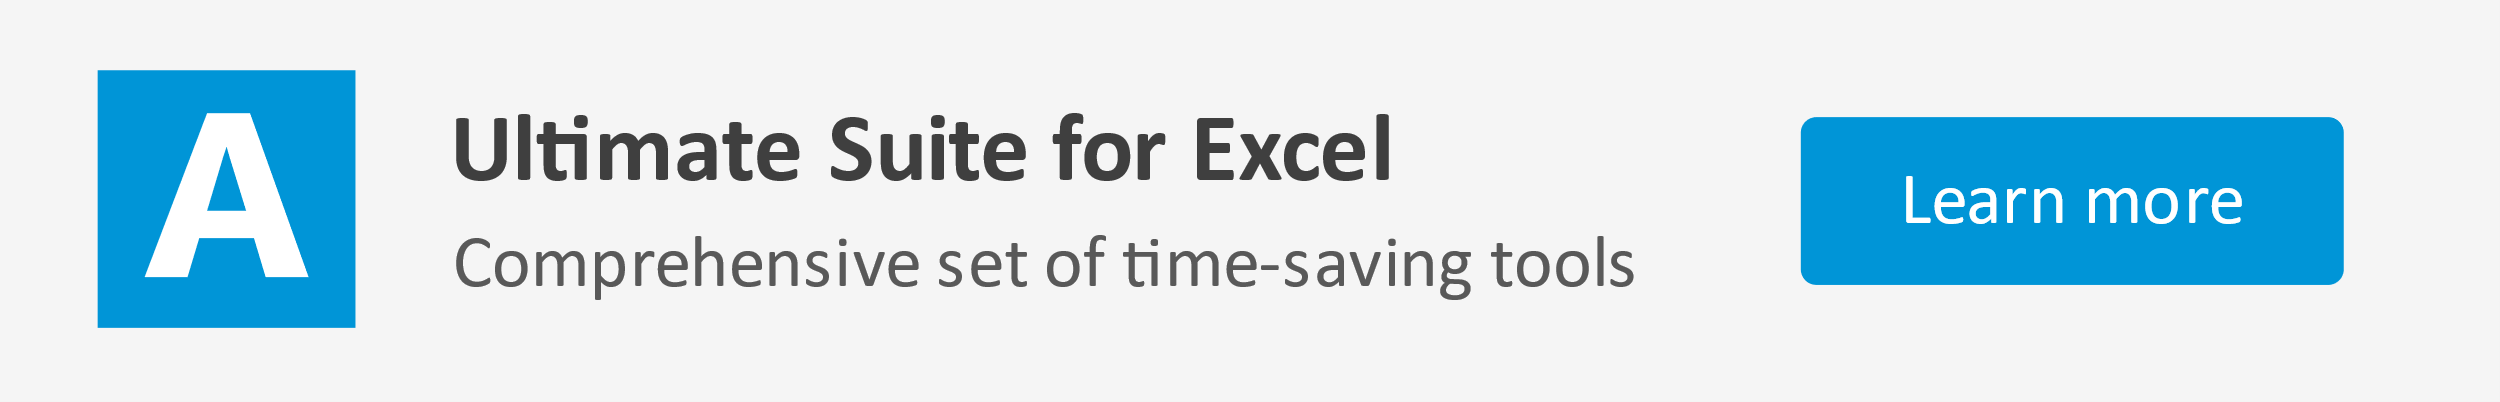 A
Ultimate Suite for Excel
Comprehensive set of time-saving tools
Learn more